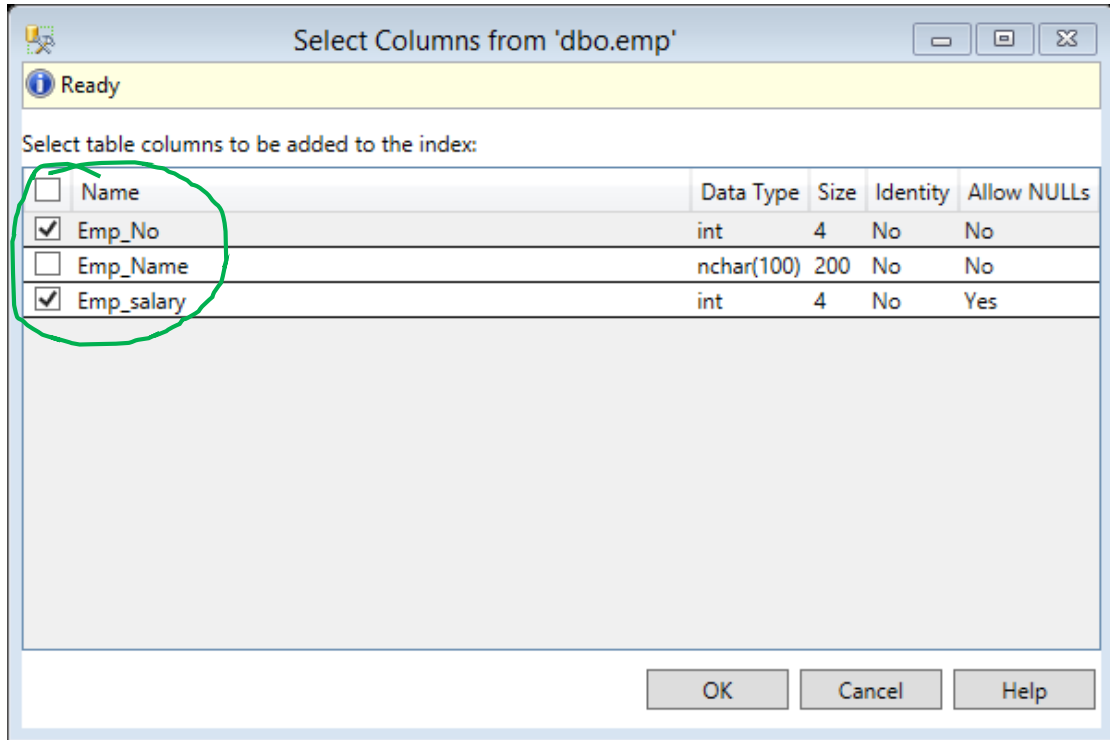 Select Columns from 'dbo.emp'
Ready
Select table columns to be added to the index:
Name Data Type Size Identity Allow NULLs
Emp_No int 4 No No
Emp_Name nchar(100) 200 No No
Emp_salary int 4 No Yes
OK Cancel Help